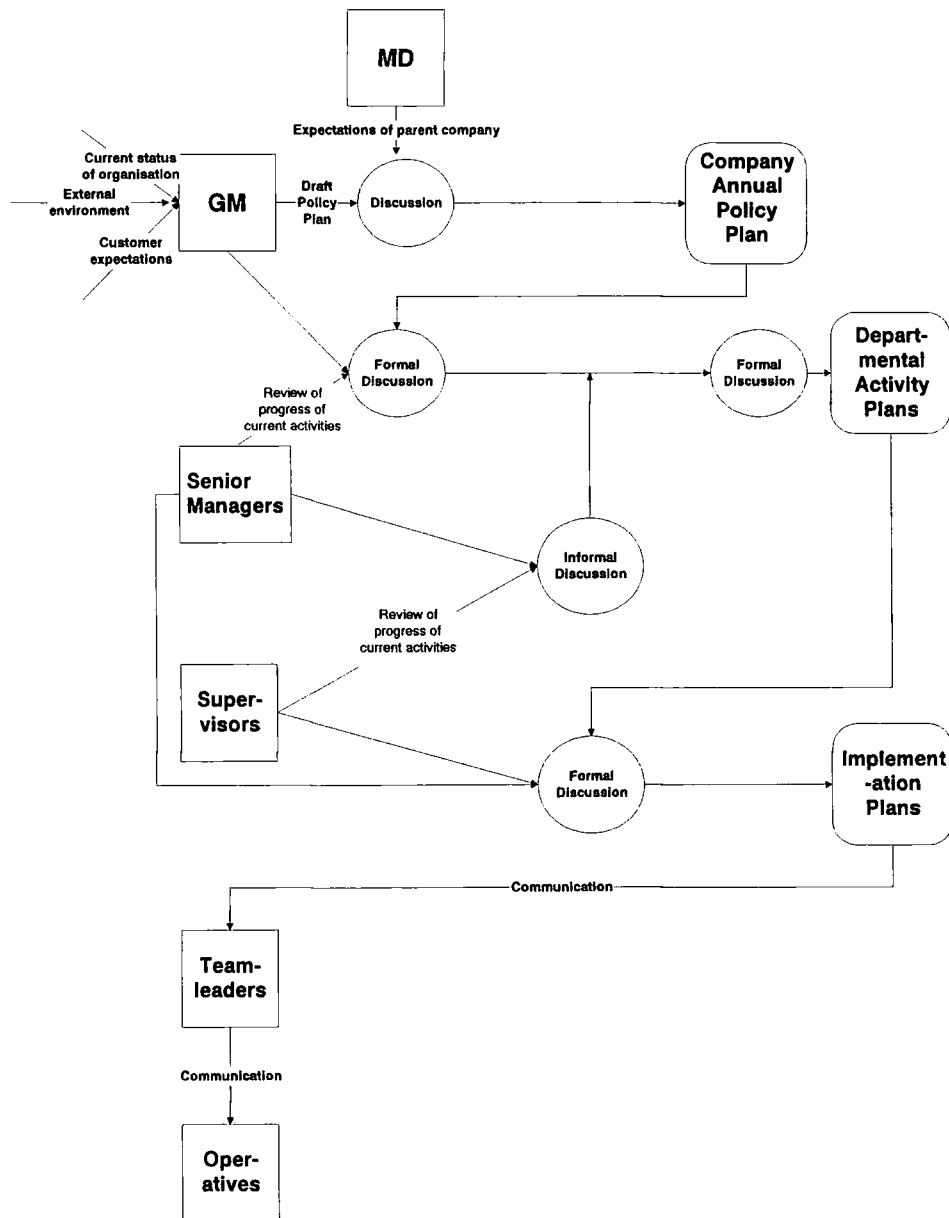 MD
Expectations of parent company
Current status
of organisation
External
environment
Customer
expectations
GM
Draft
Policy
Plan
Discussion
Company
Annual
Policy
Plan
Formal
Discussion
Formal
Discussion
Depart-
mental
Activity
Plans
Review of
progress of
current activities
Senior
Managers
Informal
Discussion
Review of
progress of
current activities
Super-
visors
Formal
Discussion
Implement
-ation
Plans
Communication
Team-
leaders
Communication
Oper-
atives